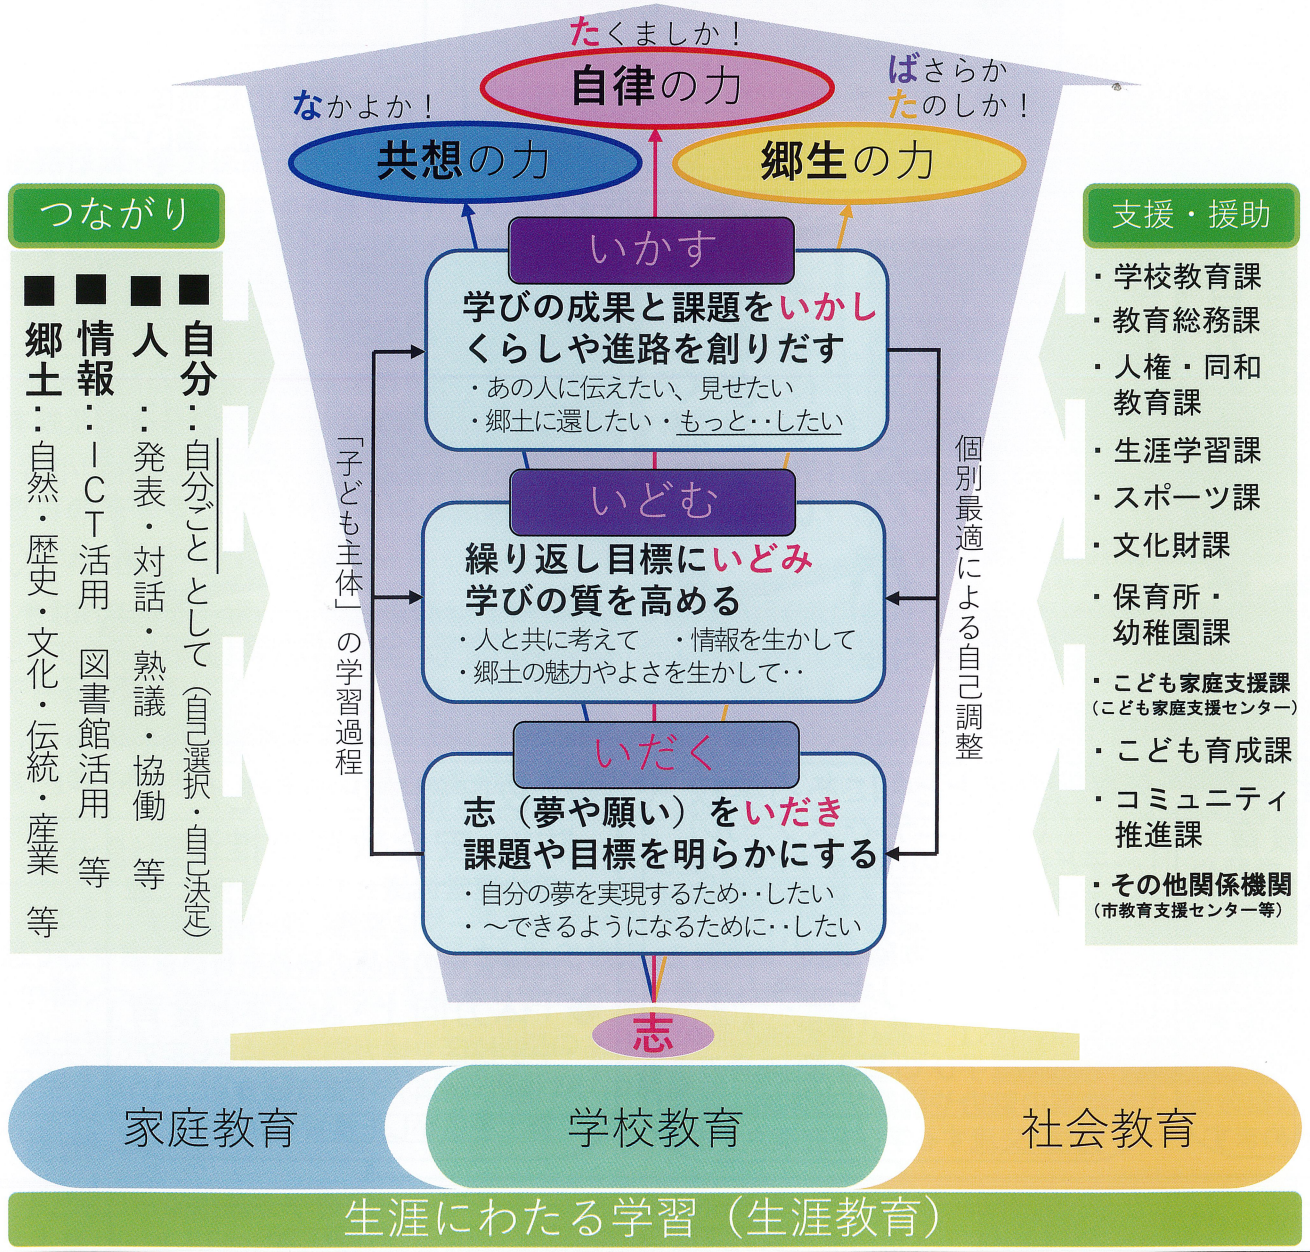 たくましか！
自律の力
なかよか！
共想の力
ばさらか
たのしか！
郷生の力
つながり
■自分‥自分ごととして（自己選択・自己決定）
■人‥発表・対話・熟議・協働　等
■情報‥ＩＣＴ活用　図書館活用　等
■郷土‥自然・歴史・文化・伝統・産業　等
「子ども主体」の学習過程
いかす
学びの成果と課題をいかし
くらしや進路を創りだす
・あの人に伝えたい、見せたい
・郷土に還したい・もっと‥したい
いどむ
繰り返し目標にいどみ
学びの質を高める
・人と共に考えて　・情報を生かして
・郷土の魅力やよさを生かして‥
いだく
志（夢や願い）をいだき
課題や目標を明らかにする
・自分の夢を実現するため‥したい
・～できるようになるために‥したい
個別最適による自己調整
支援・援助
・学校教育課
・教育総務課
・人権・同和
教育課
・生涯学習課
・スポーツ課
・文化財課
・保育所・
幼稚園課
・こども家庭支援課
（こども家庭支援センター）
・こども育成課
・コミュニティ
推進課
・その他関係機関
（市教育支援センター等）
志
家庭教育
学校教育
社会教育
生涯にわたる学習（生涯教育）